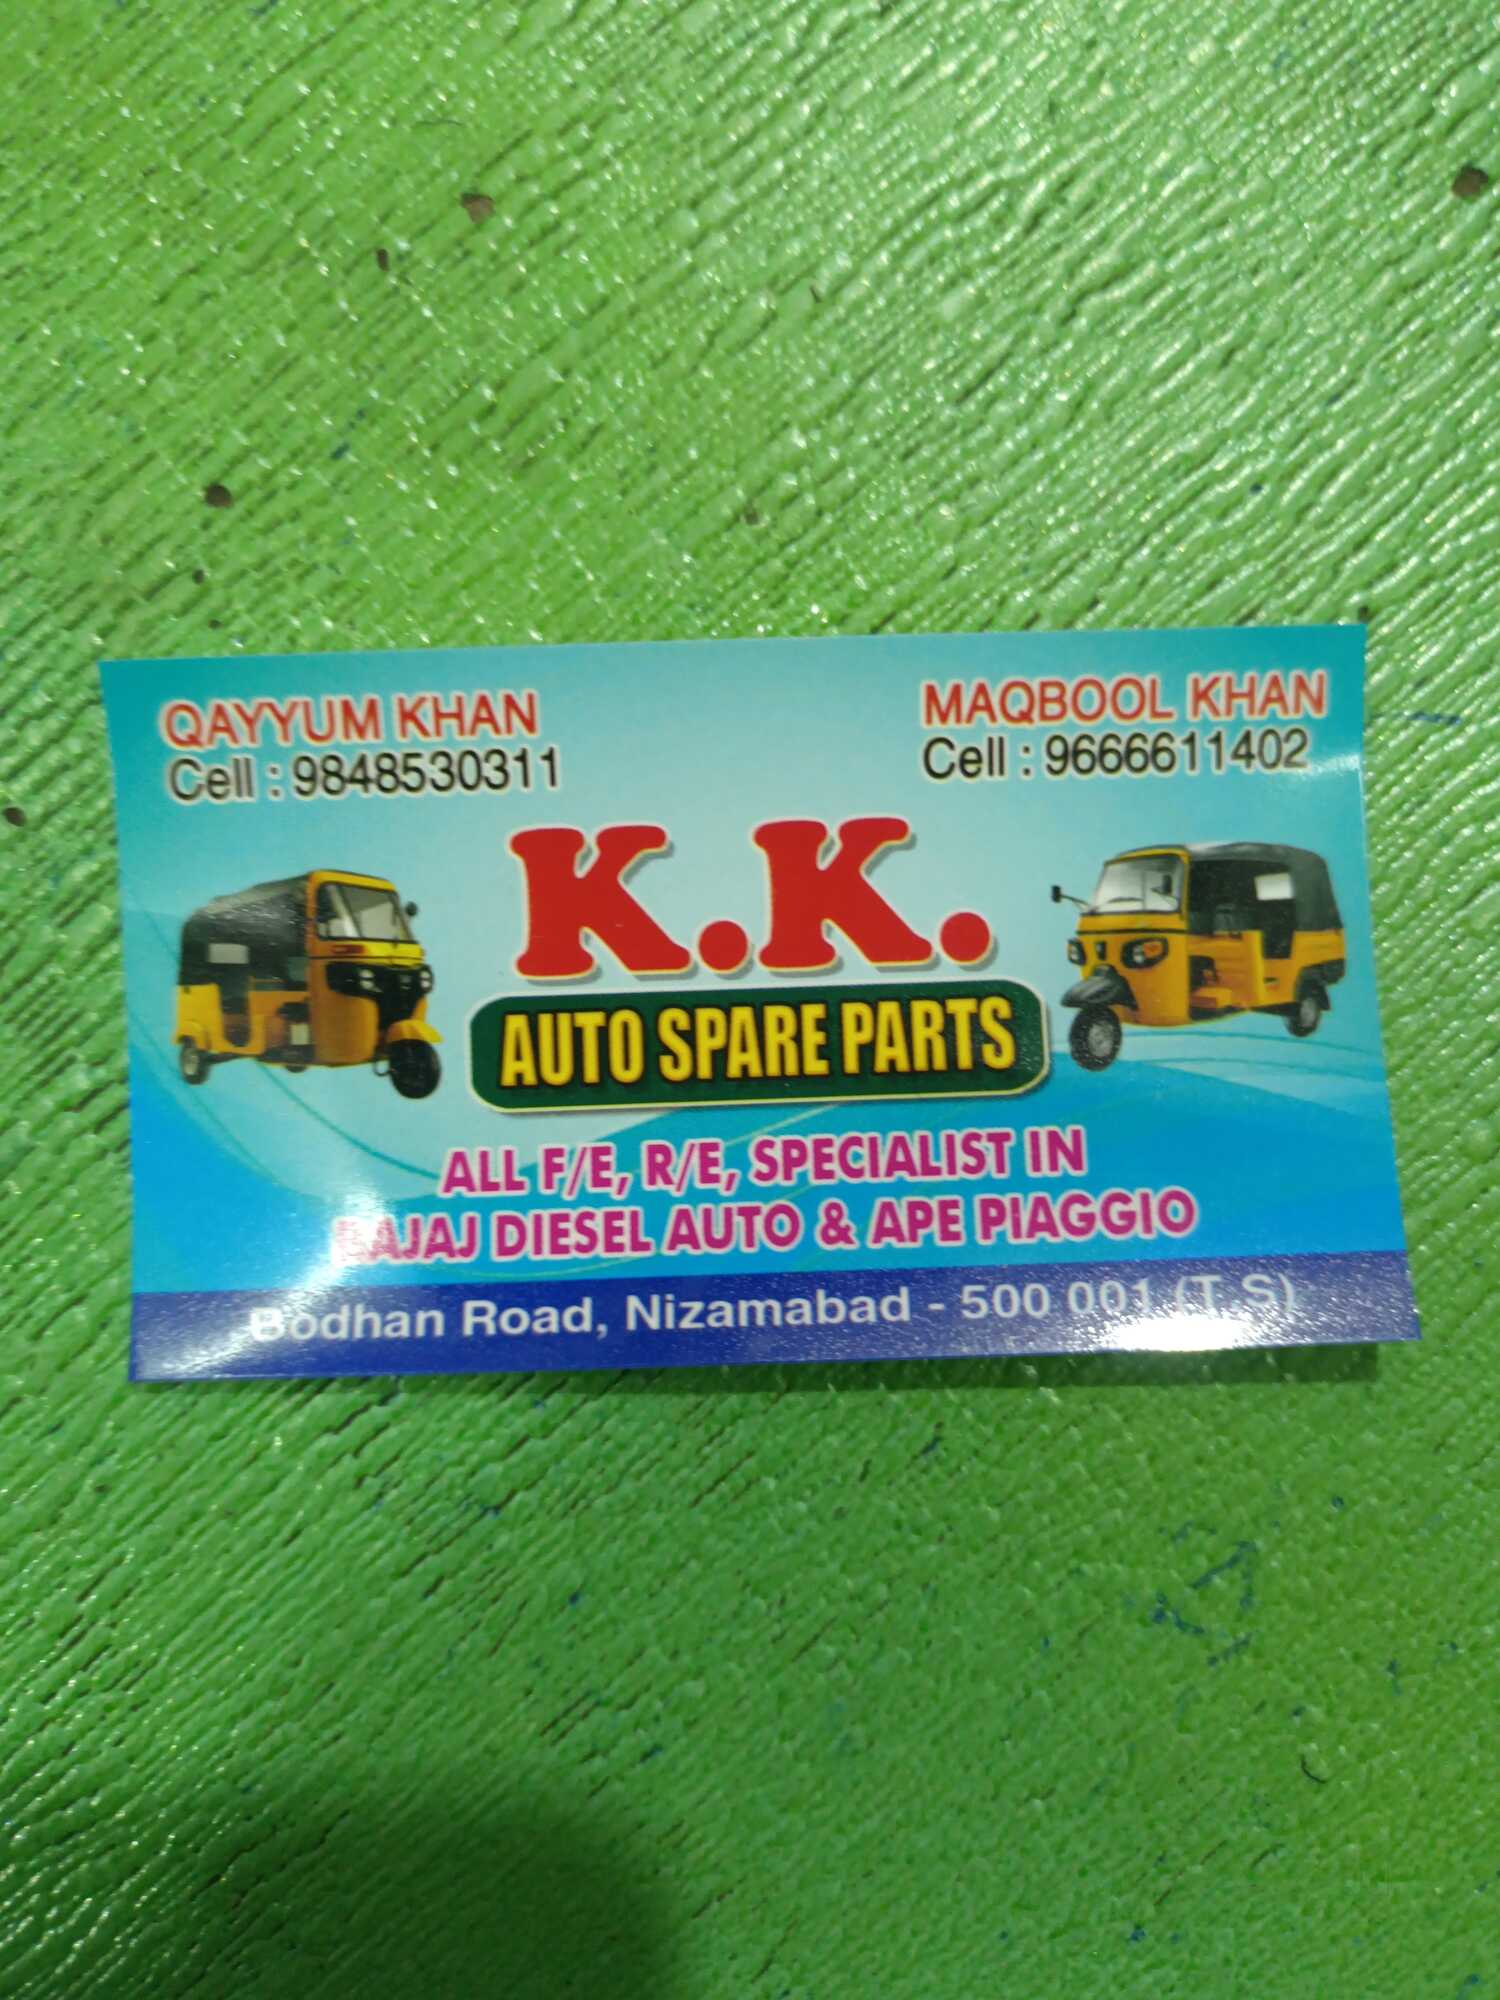 QAYYUM KHAN
Cell : 9848530311
MAQBOOL KHAN
Cell : 9666611402
K.K.
AUTO SPARE PARTS
ALL F/E, R/E, SPECIALIST IN
BAJAJ DIESEL AUTO & APE PIAGGIO
Bodhan Road, Nizamabad - 500 001 (T.S)